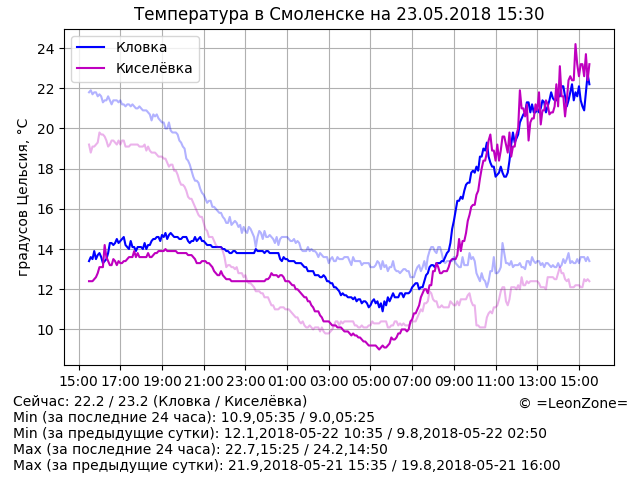 Температура в Смоленске на 23.05.2018 15:30
Кловка
Киселёвка
градусов Цельсия, °C
24
22
20
18
16
14
12
10
15:00 17:00 19:00 21:00 23:00 01:00 03:00 05:00 07:00 09:00 11:00 13:00 15:00
Сейчас: 22.2 / 23.2 (Кловка / Киселёвка)
© =LeonZone=
Min (за последние 24 часа): 10.9,05:35 / 9.0,05:25
Min (за предыдущие сутки): 12.1,2018-05-22 10:35 / 9.8,2018-05-22 02:50
Max (за последние 24 часа): 22.7,15:25 / 24.2,14:50
Max (за предыдущие сутки): 21.9,2018-05-21 15:35 / 19.8,2018-05-21 16:00